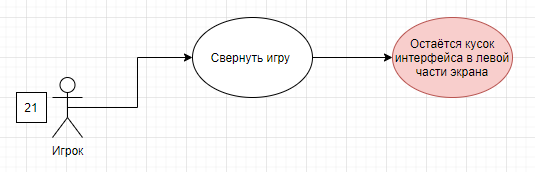 Свернуть игру
Остаётся кусок
интерфейса в левой
части экрана
21
Игрок